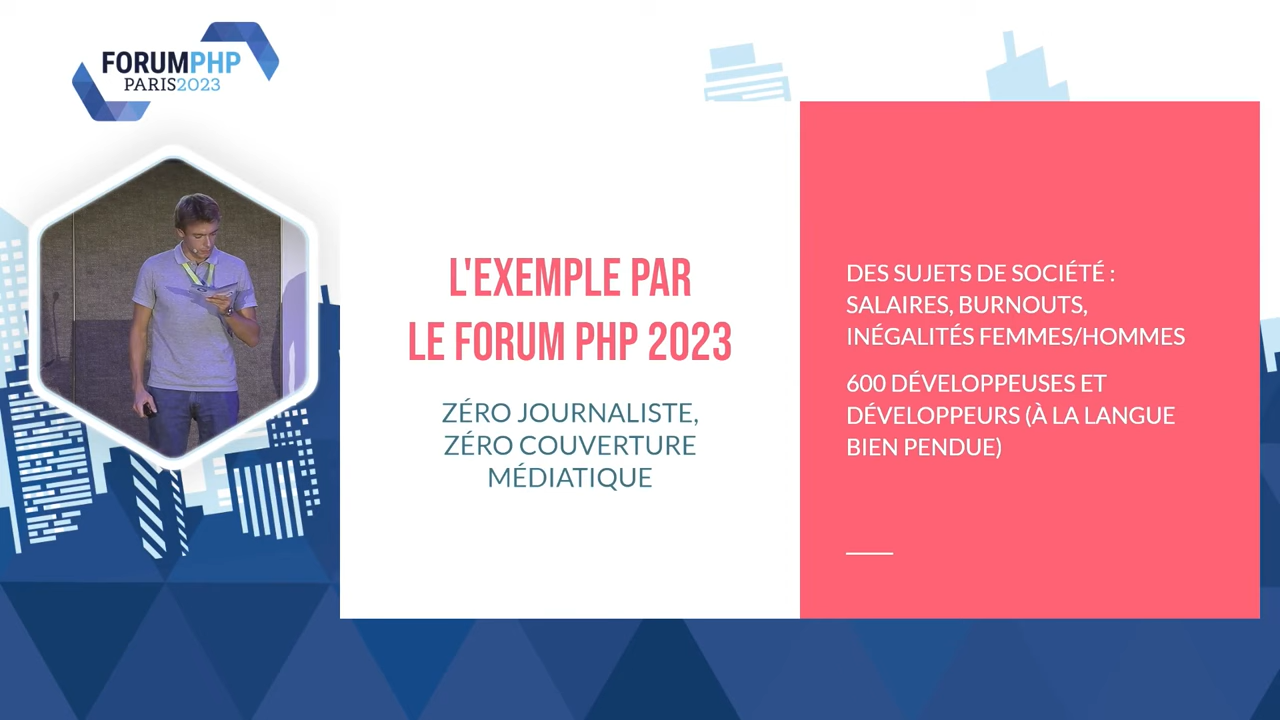 FORUMPHP
PARIS2023
L'EXEMPLE PAR
LE FORUM PHP 2023
ZÉRO JOURNALISTE,
ZÉRO COUVERTURE
MÉDIATIQUE
DES SUJETS DE SOCIÉTÉ :
SALAIRES, BURNOUTS,
INÉGALITÉS FEMMES/HOMMES
600 DÉVELOPPEUSES ET
DÉVELOPPEURS (À LA LANGUE
BIEN PENDUE)